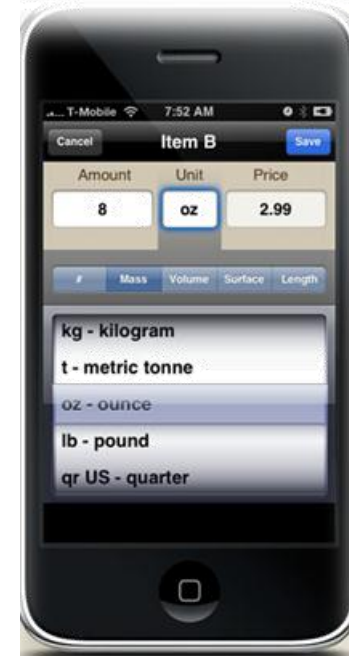 T-Mobile 7:52 AM
Cancel Item B Save
Amount Unit Price
8 oz 2.99
# Mass Volume Surface Length
kg - kilogram
t - metric tonne
oz - ounce
lb - pound
qr US - quarter